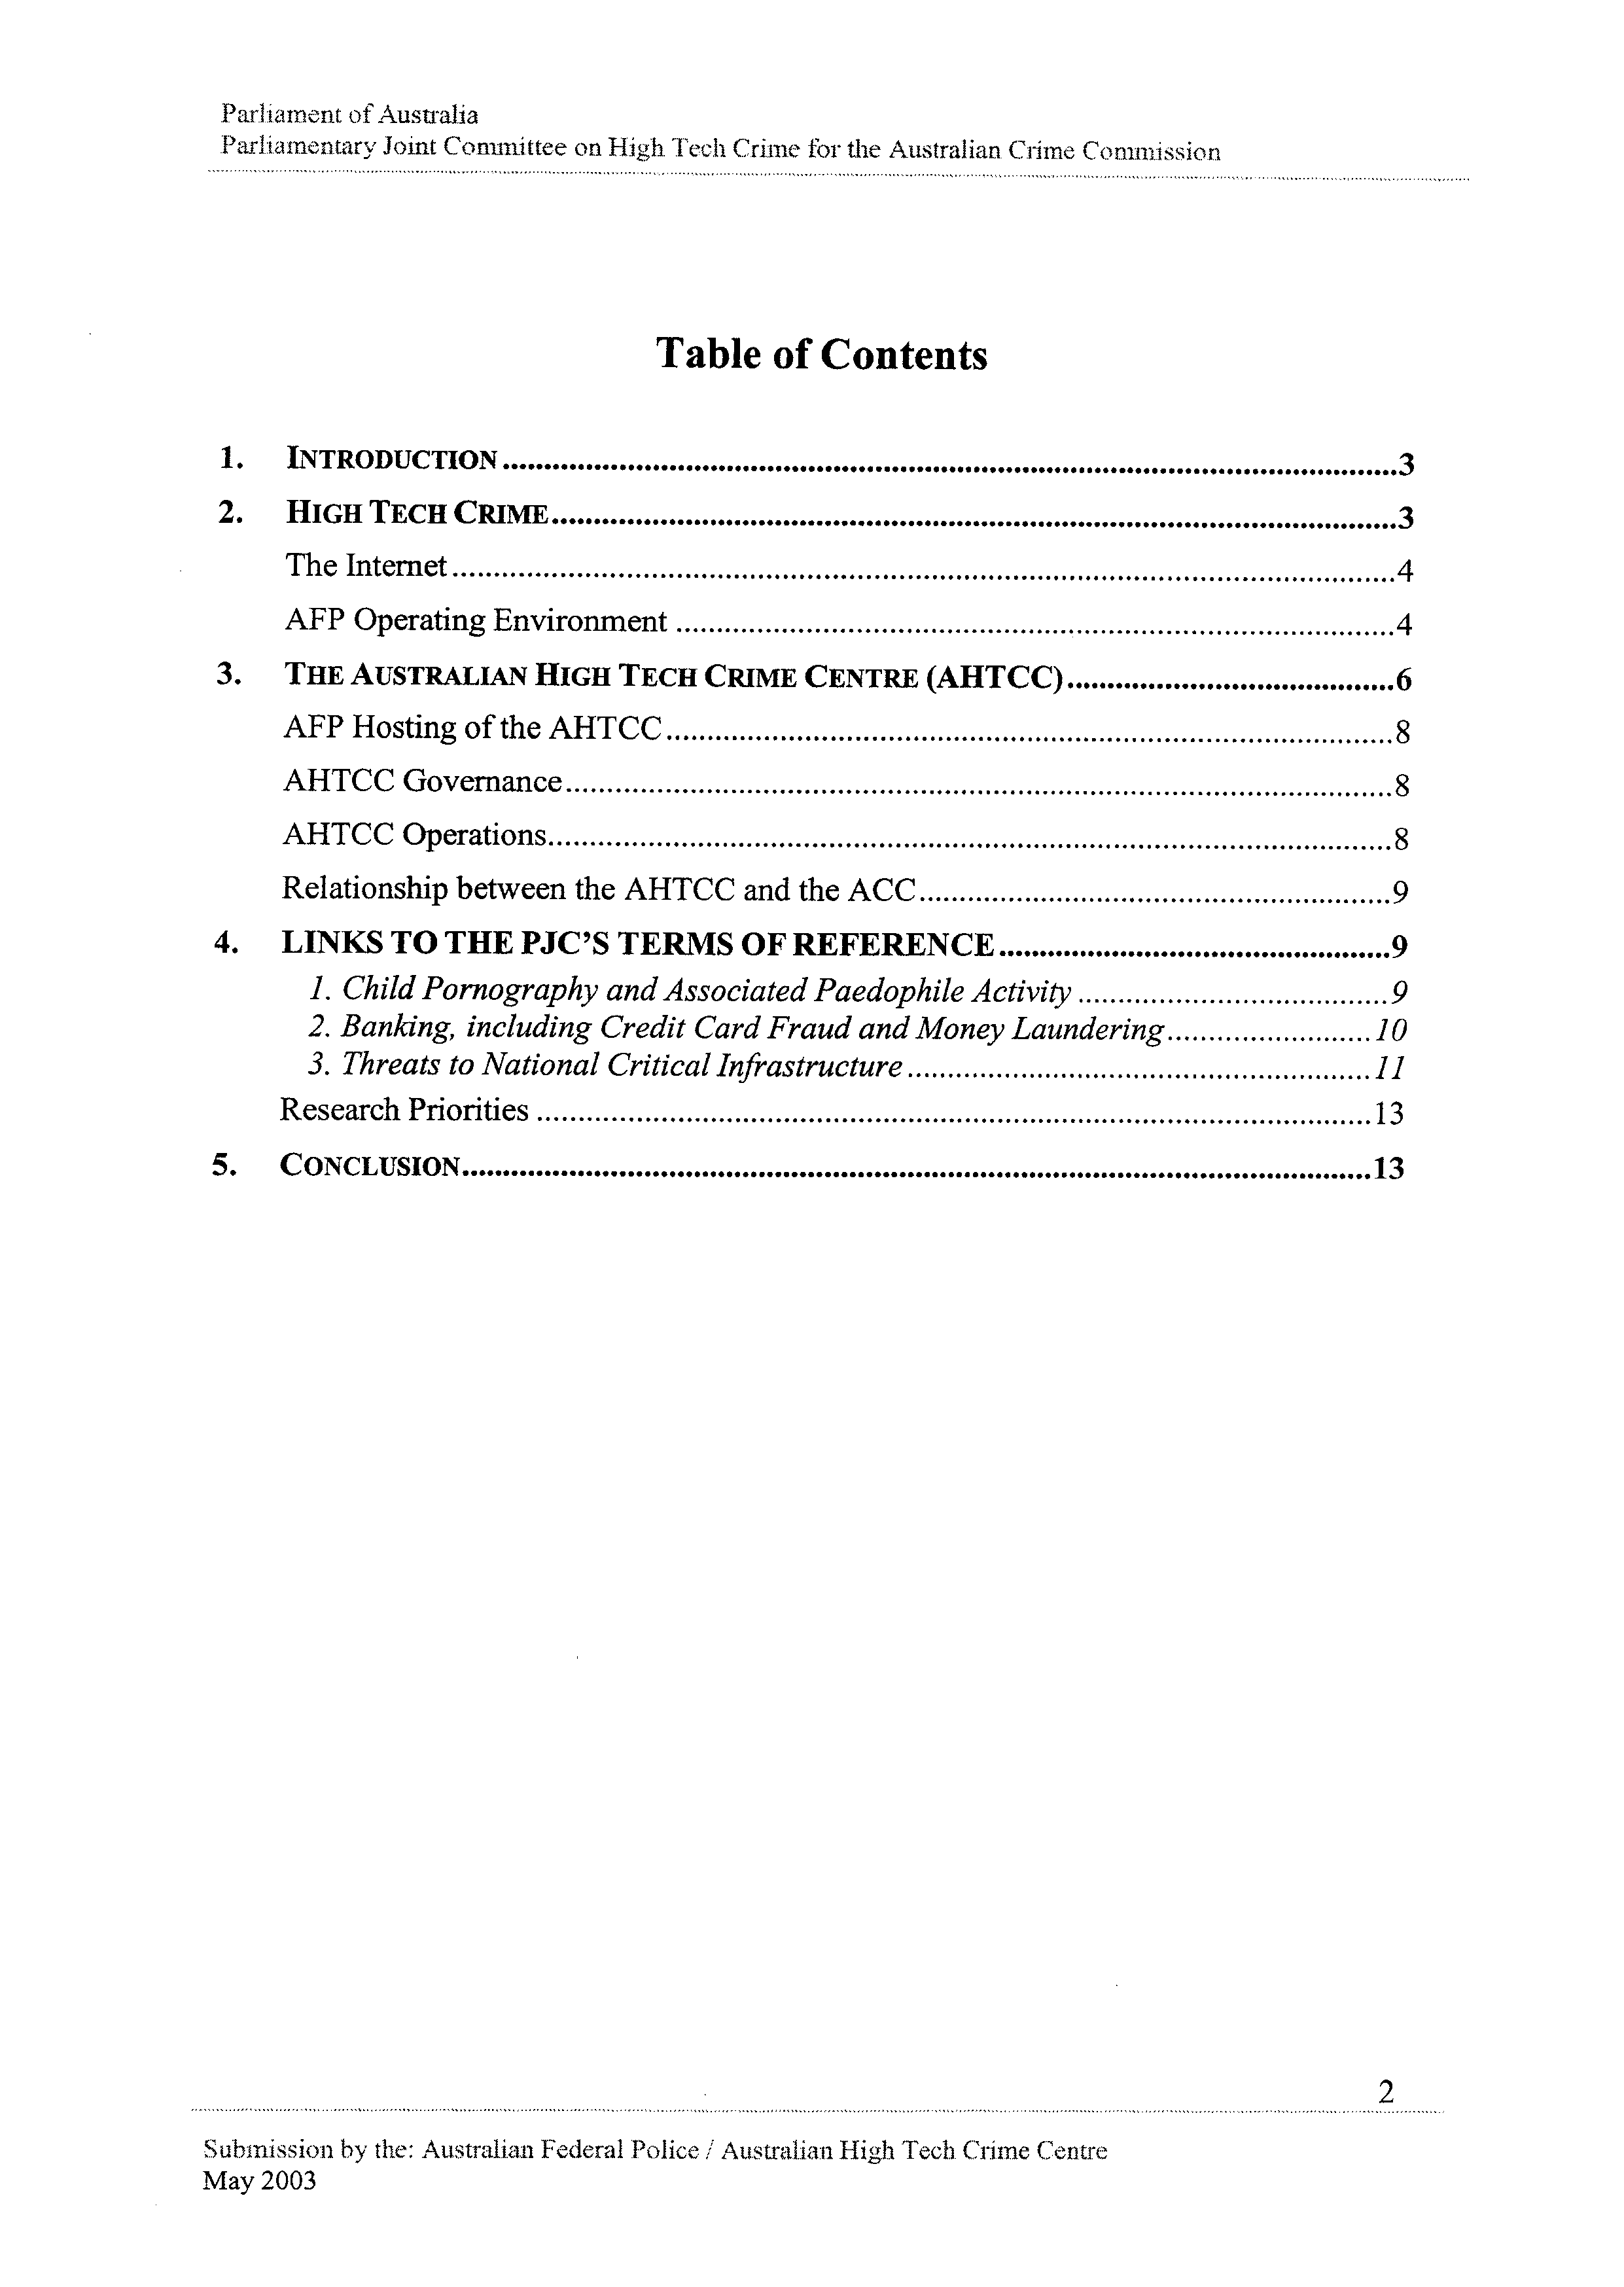 Parliament of Australia
Parliamentary Joint Committee on High Tech Crime for the Australian Crime Commission
Table of Contents
1. INTRODUCTION 3
2. HIGH TECH CRIME 3
The Internet 4
AFP Operating Environment 4
3. THE AUSTRALIAN HIGH TECH CRIME CENTRE (AHTCC) 6
AFP Hosting of the AHTCC 8
AHTCC Governance 8
AHTCC Operations 8
Relationship between the AHTCC and the ACC 9
4. LINKS TO THE PJC'S TERMS OF REFERENCE 9
1. Child Pornography and Associated Paedophile Activity 9
2. Banking, including Credit Card Fraud and Money Laundering 10
3. Threats to National Critical Infrastructure 11
Research Priorities 13
5. CONCLUSION 13
2
Submission by the: Australian Federal Police / Australian High Tech Crime Centre
May 2003